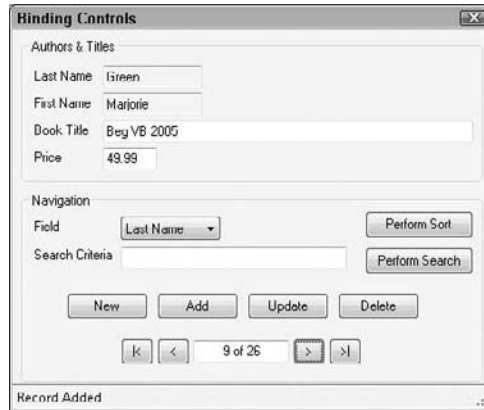 Binding Controls
Authors & Titles
Last Name Green
First Name Marjorie
Book Title Beg VB 2005
Price 49.99
Navigation
Field Last Name Perform Sort
Search Criteria Perform Search
New Add Update Delete
|< < 9 of 26 > >|
Record Added